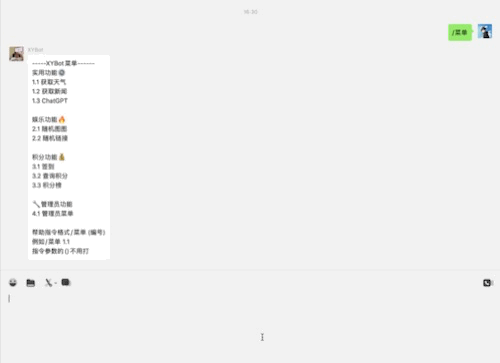 16:30
/菜单
XYBot
-----XYBot菜单------
实用功能⚙️
1.1 获取天气
1.2 获取新闻
1.3 ChatGPT
娱乐功能🔥
2.1 随机图图
2.2 随机链接
积分功能💰
3.1 签到
3.2 查询积分
3.3 积分榜
🔧管理员功能
4.1 管理员菜单
帮助指令格式/菜单 (编号)
例如/菜单 1.1
指令参数的()不用打